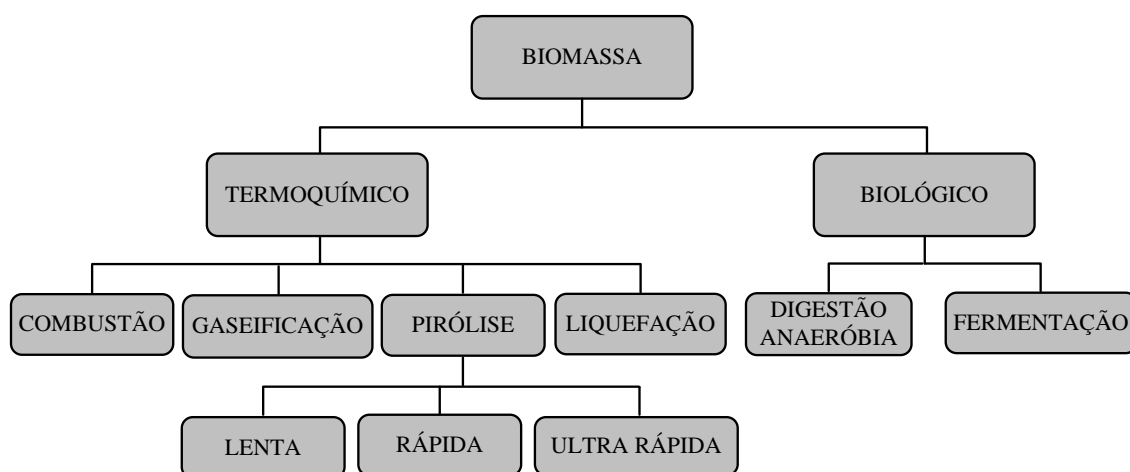 BIOMASSA
TERMOQUÍMICO
BIOLÓGICO
COMBUSTÃO
GASEIFICAÇÃO
PIRÓLISE
LIQUEFAÇÃO
DIGESTÃO
ANAERÓBIA
FERMENTAÇÃO
LENTA
RÁPIDA
ULTRA RÁPIDA